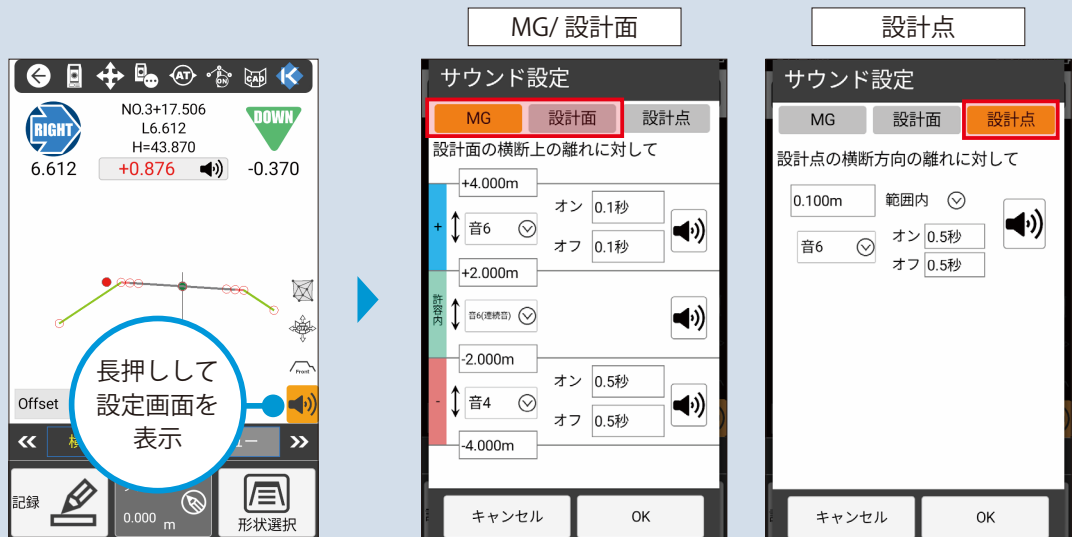 MG/ 設計面
設計点
AT
ON
CAD
RIGHT
NO.3+17.506
L6.612
H=43.870
DOWN
6.612
+0.876
-0.370
Front
長押しして
設定画面を
表示
Offset
記録
0.000 m
形状選択
サウンド設定
MG 設計面 設計点
設計面の横断上の離れに対して
+4.000m
+
音6
オン 0.1秒
オフ 0.1秒
+2.000m
許容内
音6(連続音)
-2.000m
-
音4
オン 0.5秒
オフ 0.5秒
-4.000m
キャンセル OK
サウンド設定
MG 設計面 設計点
設計点の横断方向の離れに対して
0.100m 範囲内
音6
オン 0.5秒
オフ 0.5秒
キャンセル OK